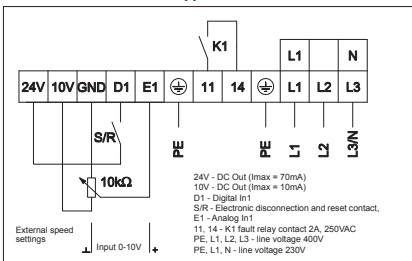 K1
L1 N
24V 10V GND D1 E1 11 14 L1 L2 L3
S/R
PE PE L1 L2 L3/N
10kΩ
24V - DC Out (Imax = 70mA)
10V - DC Out (Imax = 10mA)
D1 - Digital In1
S/R - Electronic disconnection and reset contact,
E1 - Analog In1
11, 14 - K1 fault relay contact 2A, 250VAC
PE, L1, L2, L3 - line voltage 400V
PE, L1, N - line voltage 230V
External speed
settings
⊥ Input 0-10V +